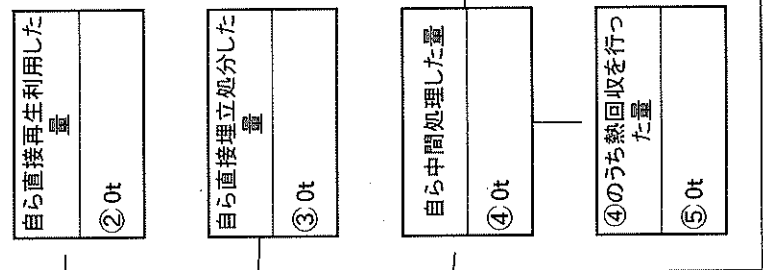 自ら直接再生利用した
量
②0t
自ら直接埋立処分した
量
③0t
自ら中間処理した量
④0t
④のうち熱回収を行っ
た量
⑤0t